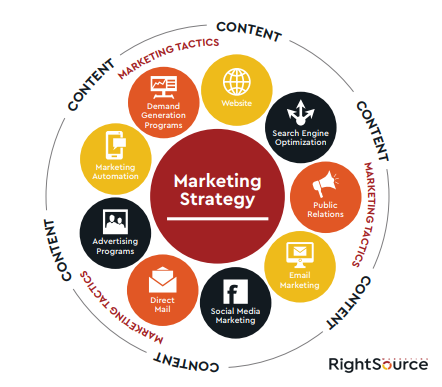 CONTENT
MARKETING TACTICS
CONTENT
CONTENT
MARKETING TACTICS
CONTENT
CONTENT
MARKETING TACTICS
CONTENT
Marketing
Strategy
Website
Search Engine
Optimization
Public
Relations
Email
Marketing
Social Media
Marketing
Direct
Mail
Advertising
Programs
Marketing
Automation
Demand
Generation
Programs
MARKETING
RightSource